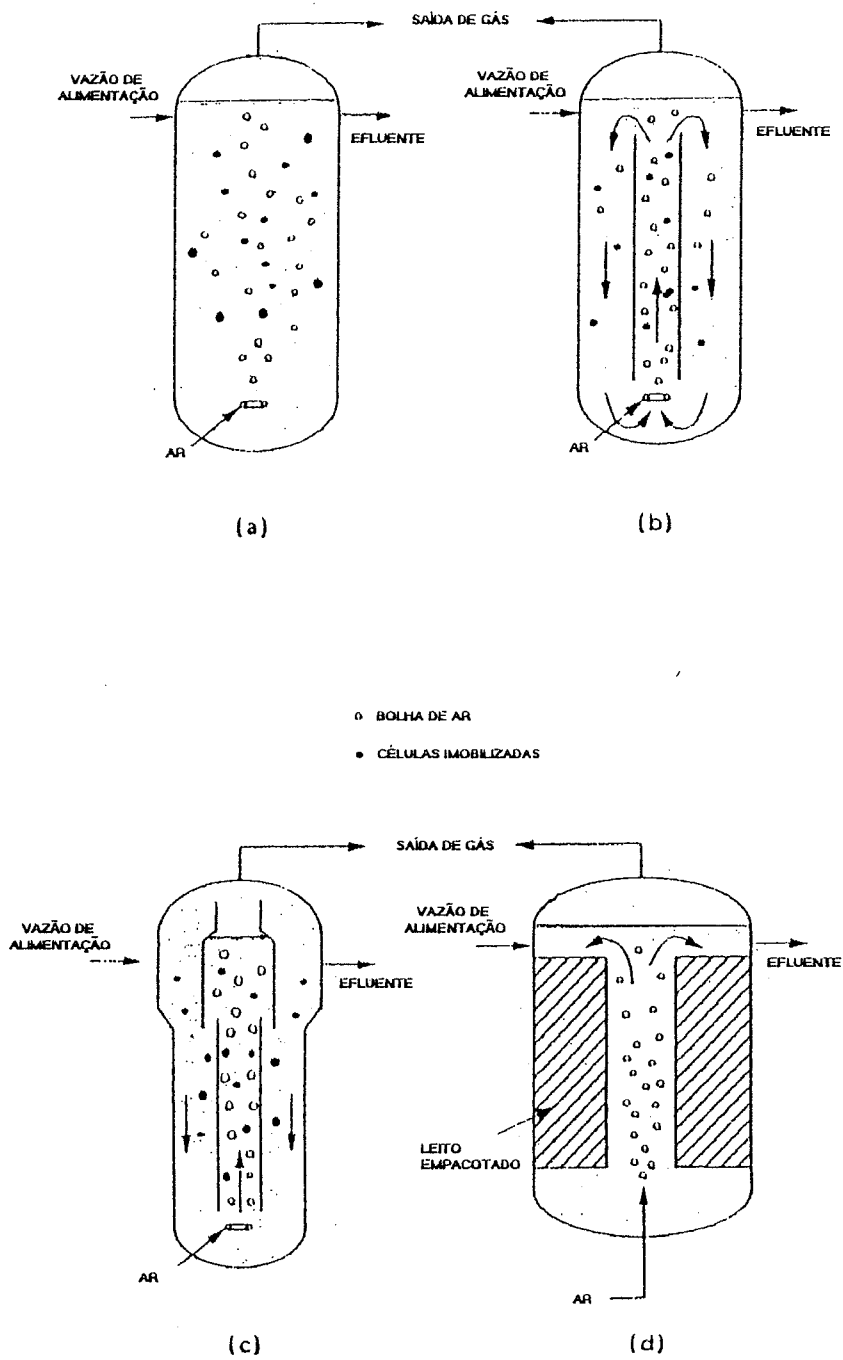 SAÍDA DE GÁS
VAZÃO DE
ALIMENTAÇÃO
EFLUENTE
AR
(a)
VAZÃO DE
ALIMENTAÇÃO
EFLUENTE
AR
(b)
BOLHA DE AR
CÉLULAS IMOBILIZADAS
SAÍDA DE GÁS
VAZÃO DE
ALIMENTAÇÃO
EFLUENTE
AR
(c)
VAZÃO DE
ALIMENTAÇÃO
EFLUENTE
LEITO
EMPACOTADO
AR
(d)